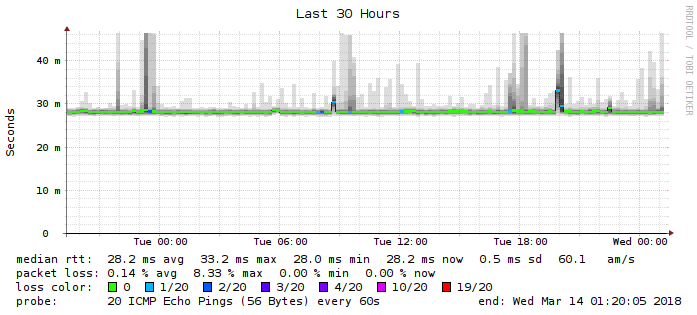 Last 30 Hours
RRDTOOL / TOBI OETIKER
Seconds
40 m
30 m
20 m
10 m
0
Tue 00:00 Tue 06:00 Tue 12:00 Tue 18:00 Wed 00:00
median rtt: 28.2 ms avg 33.2 ms max 28.0 ms min 28.2 ms now 0.5 ms sd 60.1 am/s
packet loss: 0.14 % avg 8.33 % max 0.00 % min 0.00 % now
loss color: 0 1/20 2/20 3/20 4/20 10/20 19/20
probe: 20 ICMP Echo Pings (56 Bytes) every 60s end: Wed Mar 14 01:20:05 2018